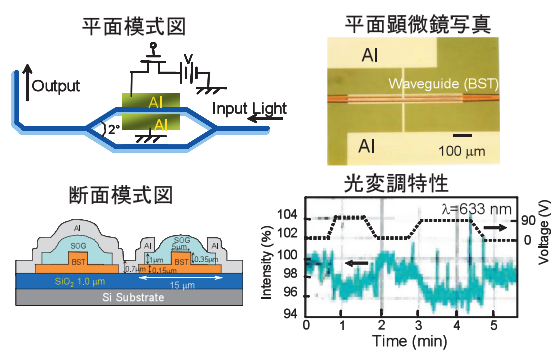 平面模式図
V
Output
Al
Al
2°
Input Light
平面顕微鏡写真
Al
Waveguide (BST)
Al
100 μm
断面模式図
Al
SOG
BST
Al
SOG
Al
5μm
1μm
0.35μm
BST
0.7μm
0.15μm
SiO2 1.0 μm
15 μm
Si Substrate
光変調特性
λ=633 nm
Intensity (%)
104
102
100
98
96
94
90
0
Voltage (V)
0 1 2 3 4 5
Time (min)